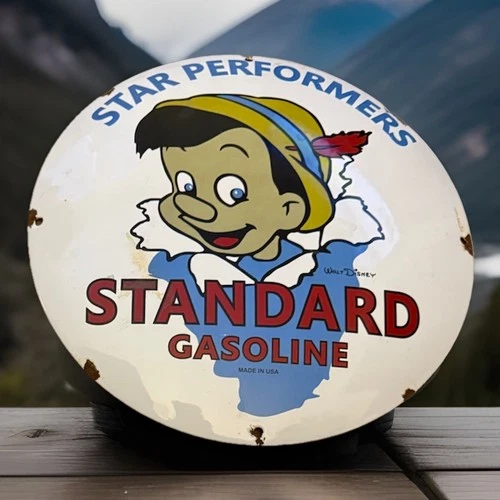 STAR PERFORMERS
WALT DISNEY
STANDARD
GASOLINE
MADE IN USA